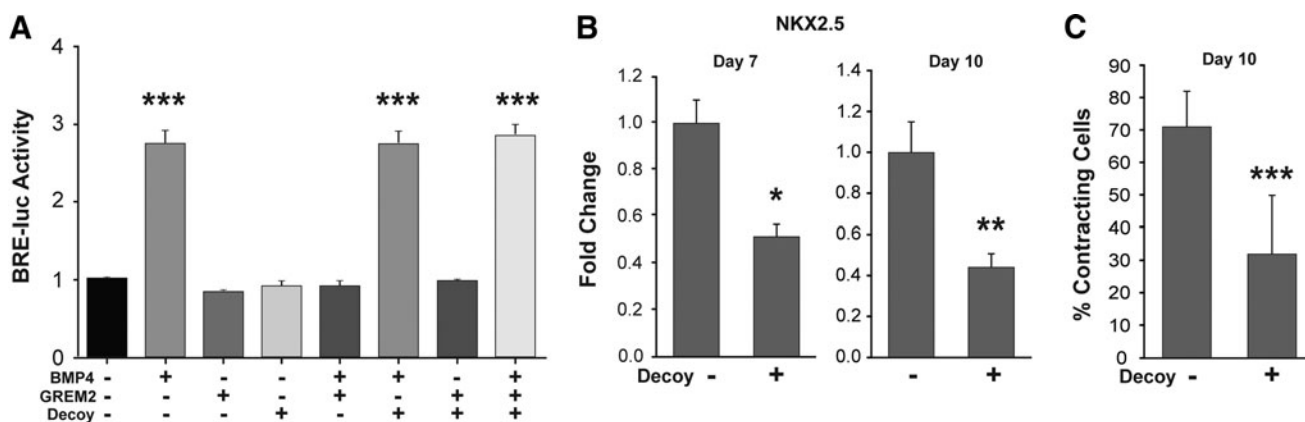 A
BRE-luc Activity
4
3
2
1
0
*** *** ***
BMP4 - + - - + + - +
GREM2 - - + - + - + +
Decoy - - - + - + + +
B
NKX2.5
Day 7
Fold Change
1.2
1.0
0.8
0.6
0.4
0.2
0.0
*
Decoy - +
Day 10
1.4
1.2
1.0
0.8
0.6
0.4
0.2
0.0
**
- +
C
Day 10
% Contracting Cells
90
80
70
60
50
40
30
20
10
0
***
Decoy - +